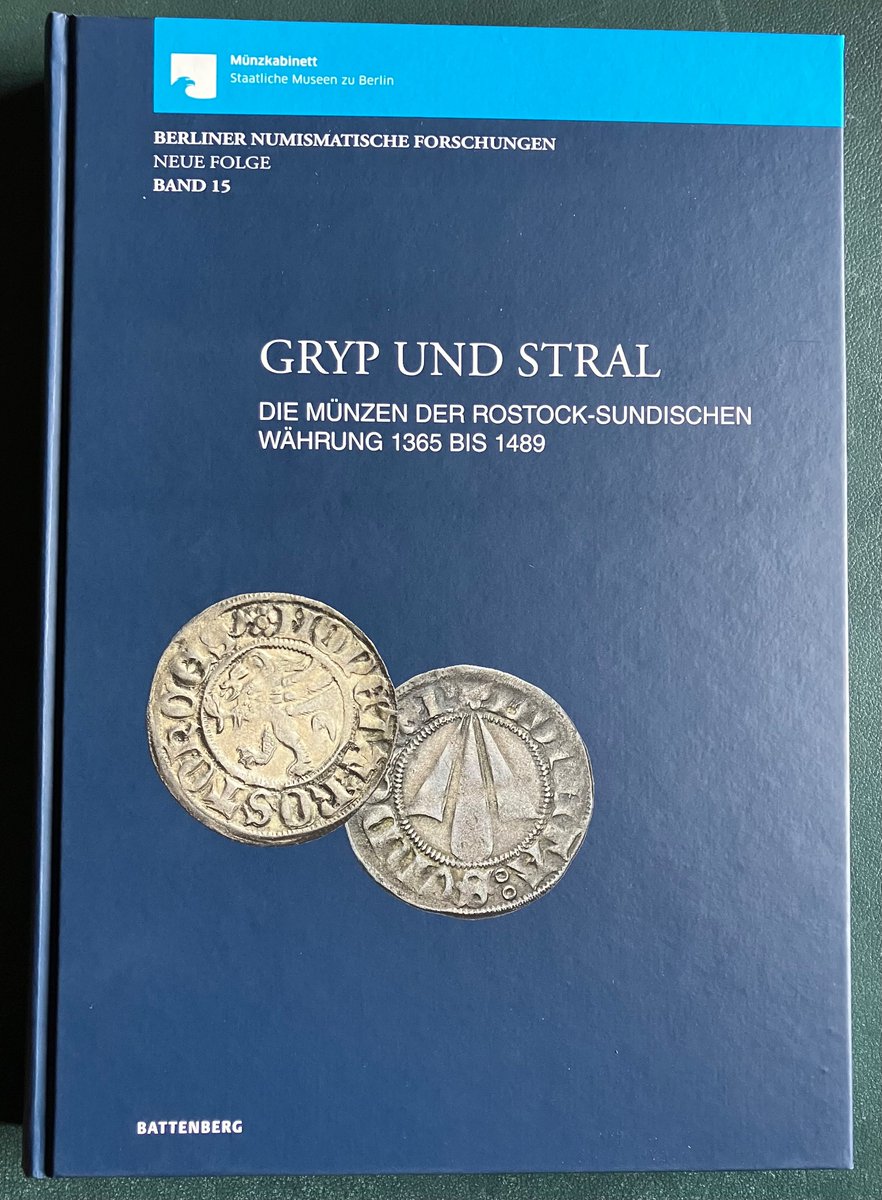 Münzkabinett
Staatliche Museen zu Berlin
BERLINER NUMISMATISCHE FORSCHUNGEN
NEUE FOLGE
BAND 15
GRYP UND STRAL
DIE MÜNZEN DER ROSTOCK-SUNDISCHEN
WÄHRUNG 1365 BIS 1489
BATTENBERG